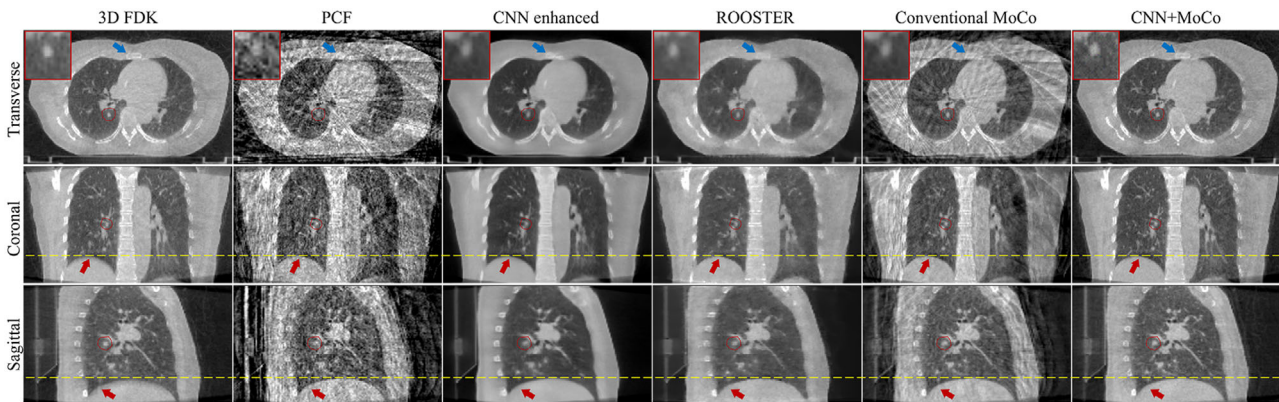 3D FDK PCF CNN enhanced ROOSTER Conventional MoCo CNN+MoCo
Transverse
Coronal
Sagittal